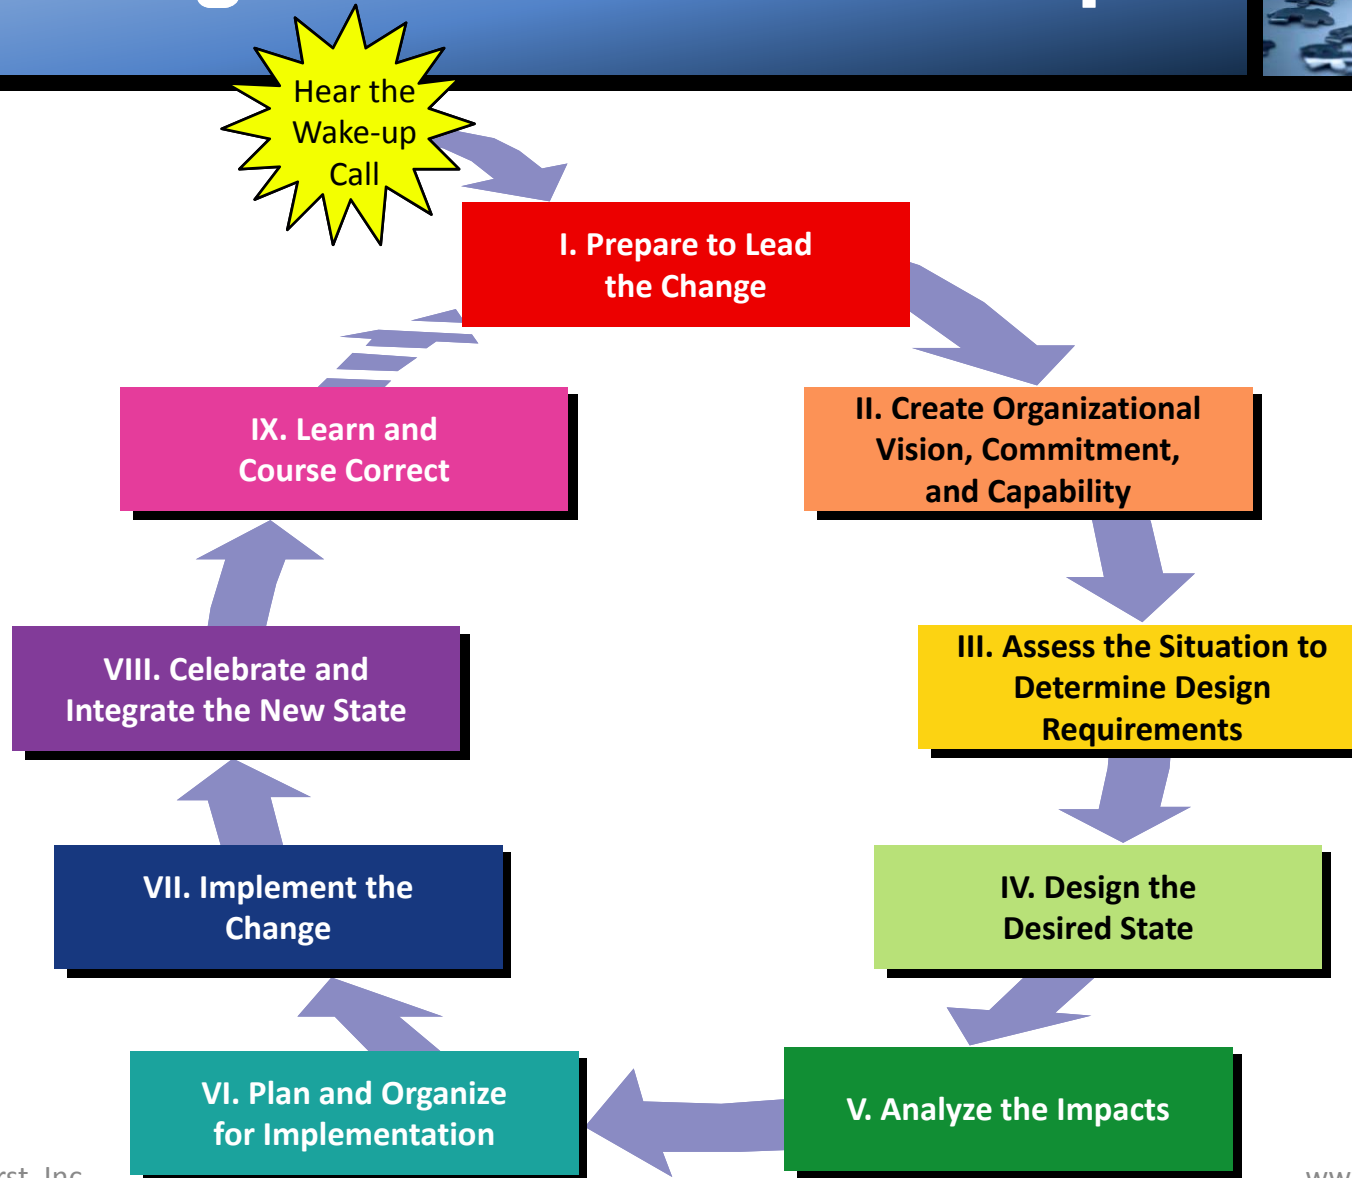 Hear the
Wake-up
Call
I. Prepare to Lead
the Change
II. Create Organizational
Vision, Commitment,
and Capability
III. Assess the Situation to
Determine Design
Requirements
IV. Design the
Desired State
V. Analyze the Impacts
VI. Plan and Organize
for Implementation
VII. Implement the
Change
VIII. Celebrate and
Integrate the New State
IX. Learn and
Course Correct